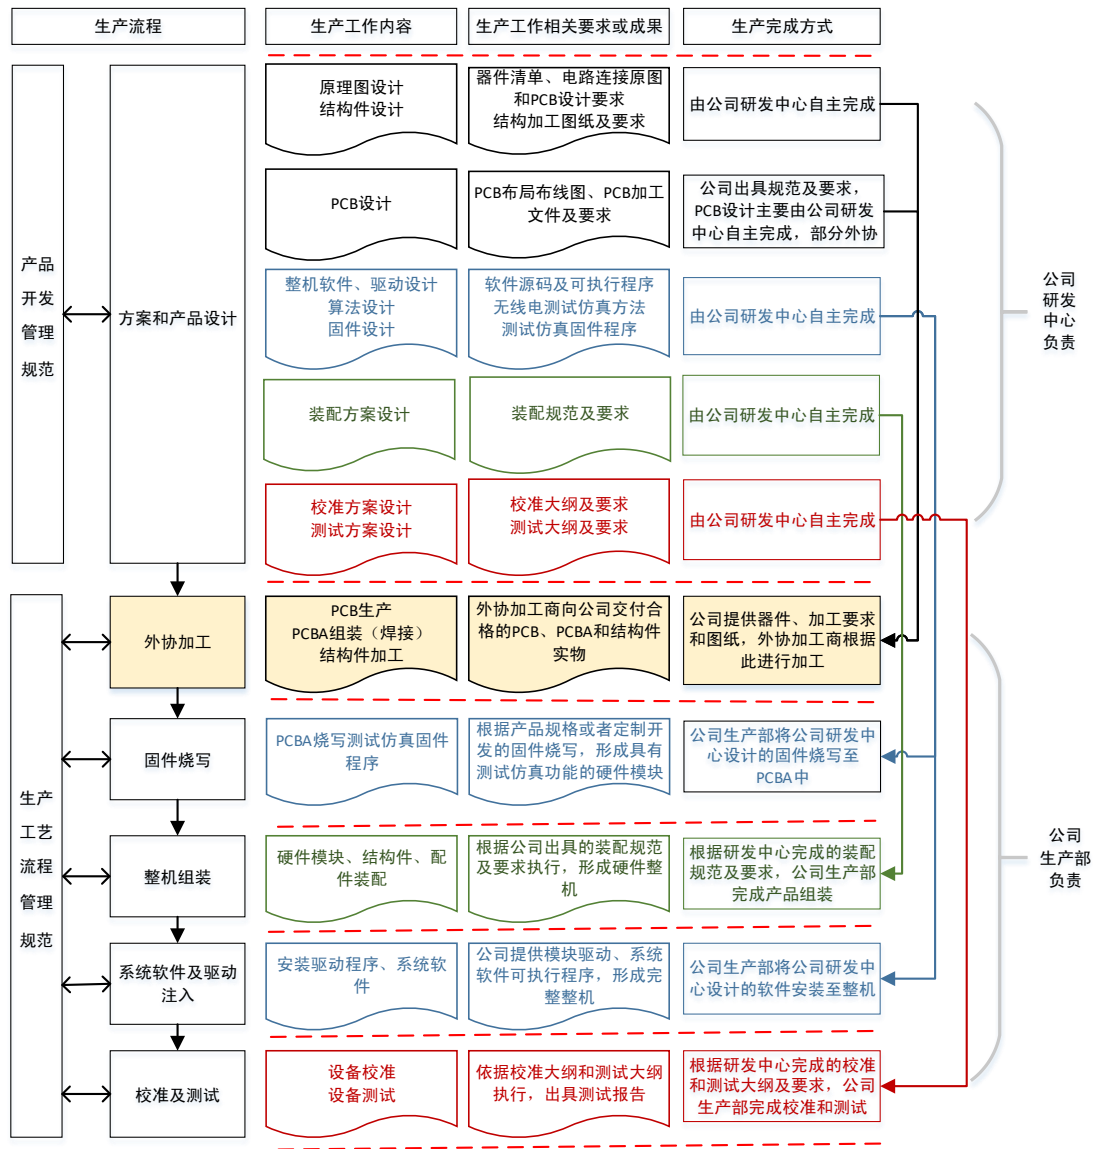 生产流程
生产工作内容
生产工作相关要求或成果
生产完成方式
产品
开发
管理
规范
方案和产品设计
原理图设计
结构件设计
器件清单、电路连接原图
和PCB设计要求
结构加工图纸及要求
由公司研发中心自主完成
PCB设计
PCB布局布线图、PCB加工
文件及要求
公司出具规范及要求，
PCB设计主要由公司研发
中心自主完成，部分外协
整机软件、驱动设计
算法设计
固件设计
软件源码及可执行程序
无线电测试仿真方法
测试仿真固件程序
由公司研发中心自主完成
装配方案设计
装配规范及要求
由公司研发中心自主完成
校准方案设计
测试方案设计
校准大纲及要求
测试大纲及要求
由公司研发中心自主完成
公司
研发
中心
负责
生产
工艺
流程
管理
规范
外协加工
PCB生产
PCBA组装（焊接）
结构件加工
外协加工商向公司交付合
格的PCB、PCBA和结构件
实物
公司提供器件、加工要求
和图纸，外协加工商根据
此进行加工
固件烧写
PCBA烧写测试仿真固件
程序
根据产品规格或者定制开
发的固件烧写，形成具有
测试仿真功能的硬件模块
公司生产部将公司研发中
心设计的固件烧写至
PCBA中
整机组装
硬件模块、结构件、配
件装配
根据公司出具的装配规范
及要求执行，形成硬件整
机
根据研发中心完成的装配
规范及要求，公司生产部
完成产品组装
系统软件及驱动
注入
安装驱动程序、系统软
件
公司提供模块驱动、系统
软件可执行程序，形成完
整整机
公司生产部将公司研发中
心设计的软件安装至整机
校准及测试
设备校准
设备测试
依据校准大纲和测试大纲
执行，出具测试报告
根据研发中心完成的校准
和测试大纲及要求，公司
生产部完成校准和测试
公司
生产部
负责